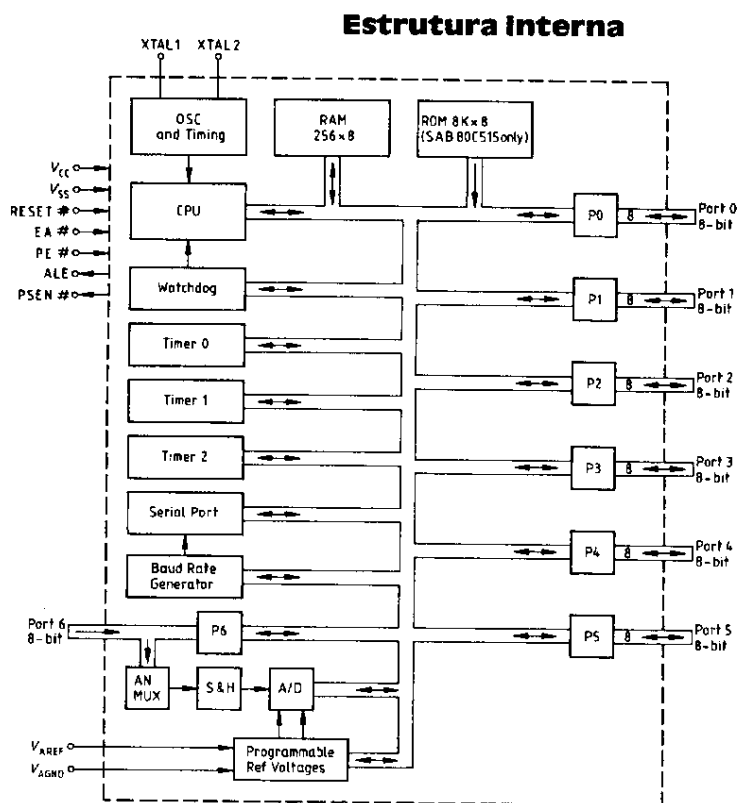 Estrutura interna
XTAL1 XTAL2
OSC
and Timing
RAM
256x8
ROM 8Kx8
(SAB 80C515only)
VCC
VSS
RESET #
EA #
PE #
ALE
PSEN #
CPU
P0
8
Port 0
8-bit
Watchdog
P1
8
Port 1
8-bit
Timer 0
Timer 1
P2
8
Port 2
8-bit
Timer 2
P3
8
Port 3
8-bit
Serial Port
Baud Rate
Generator
P4
8
Port 4
8-bit
Port 6
8-bit
P6
P5
8
Port 5
8-bit
AN
MUX
S&H
A/D
VAREF
VAGND
Programmable
Ref Voltages